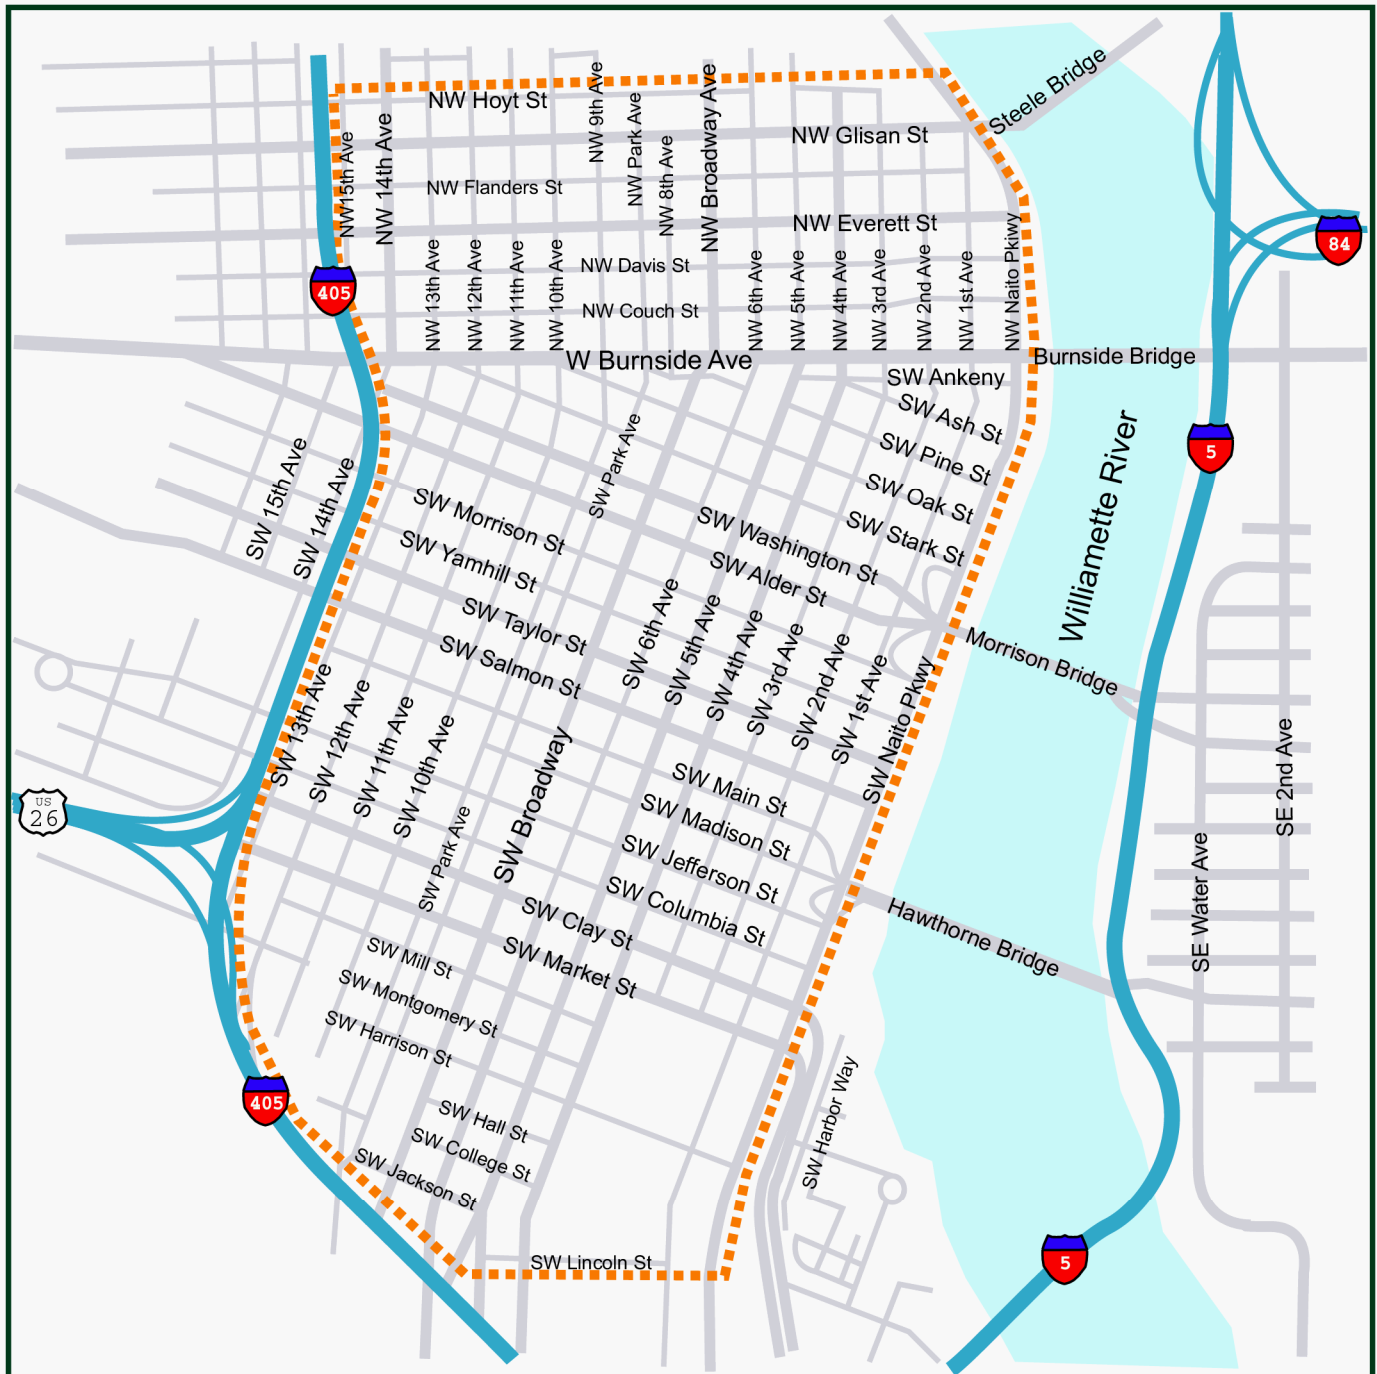 Steele Bridge
NW 9th Ave
NW Broadway Ave
NW Hoyt St
NW Park Ave
NW15th Ave
NW 14th Ave
NW 8th Ave
NW Glisan St
NW Flanders St
NW Everett St
84
NW 13th Ave
NW 12th Ave
NW 11th Ave
NW 10th Ave
NW Davis St
NW Couch St
NW 6th Ave
NW 5th Ave
NW 4th Ave
NW 3rd Ave
NW 2nd Ave
NW 1st Ave
NW Naito Pkiwy
405
W Burnside Ave
Burnside Bridge
SW Ankeny
SW Ash St
SW Pine St
SW Oak St
SW Stark St
5
Williamette River
SW 15th Ave
SW 14th Ave
SW Park Ave
SW Morrison St
SW Yamhill St
SW Taylor St
SW Salmon St
SW Washington St
SW Alder St
Morrison Bridge
SW 6th Ave
SW 5th Ave
SW 4th Ave
SW 3rd Ave
SW 2nd Ave
SW 1st Ave
SW Naito Pkwy
SW 13th Ave
SW 12th Ave
SW 11th Ave
SW 10th Ave
SW Park Ave
SW Broadway
US
26
SW Main St
SW Madison St
SW Jefferson St
SW Columbia St
SW Clay St
SW Market St
Hawthorne Bridge
SE Water Ave
SE 2nd Ave
SW Mill St
SW Montgomery St
SW Harrison St
405
SW Hall St
SW College St
SW Jackson St
SW Harbor Way
SW Lincoln St
5